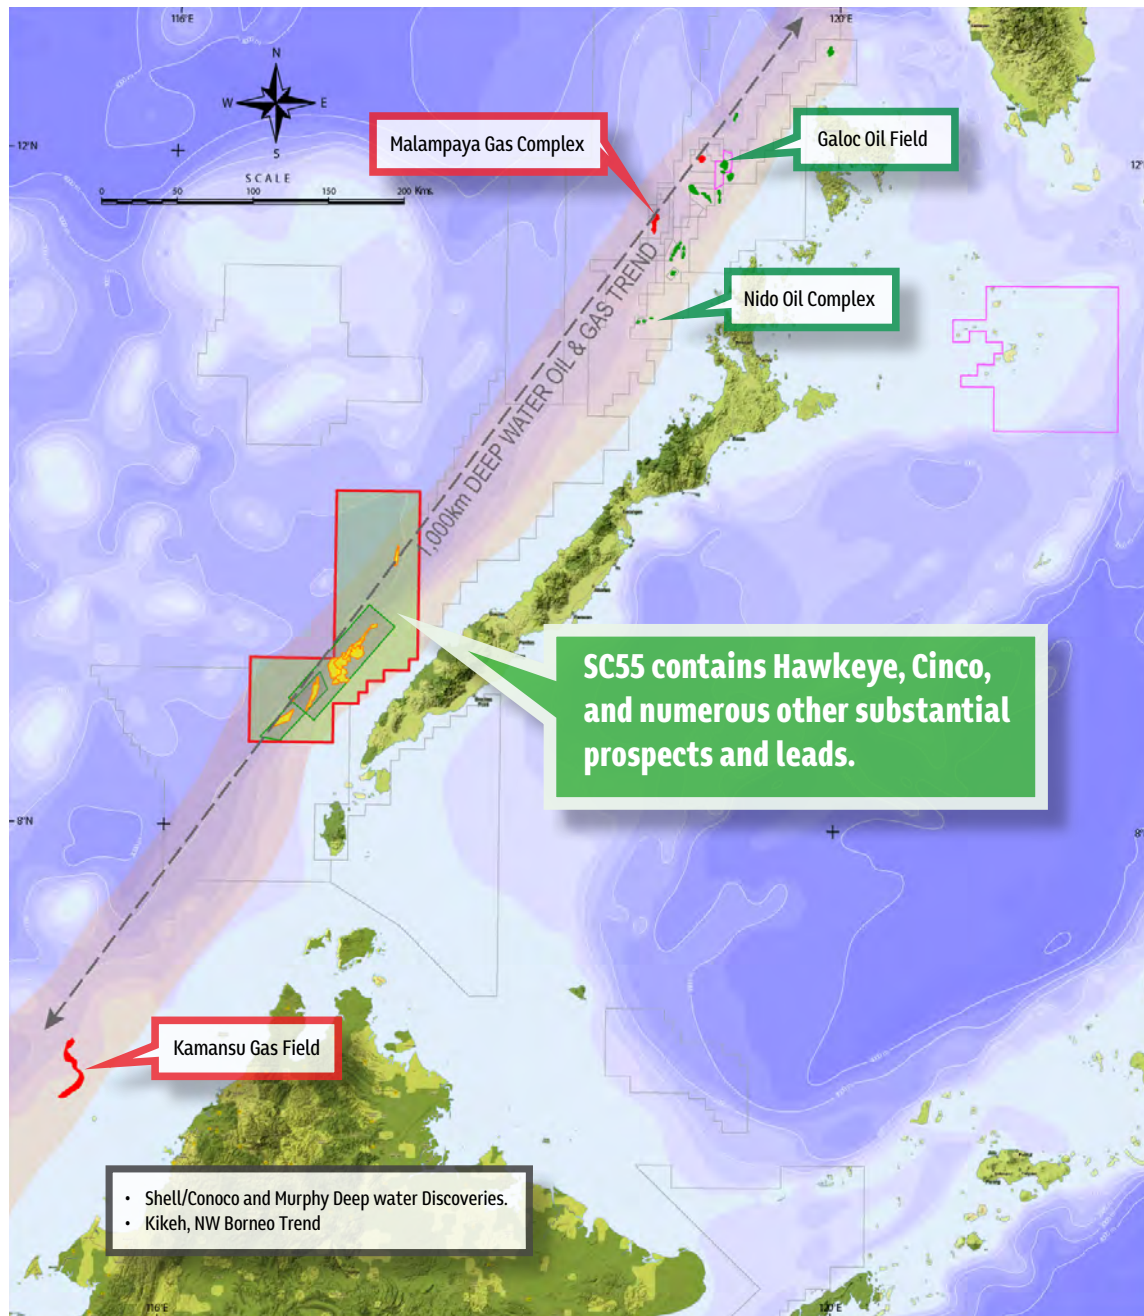 116°E
120°E
N
W
E
S
SCALE
0
50
100
150
200 Kms.
12°N
12°
Malampaya Gas Complex
Galoc Oil Field
Nido Oil Complex
1,000km DEEP WATER OIL & GAS TREND
SC55 contains Hawkeye, Cinco,
and numerous other substantial
prospects and leads.
8°N
8°
Kamansu Gas Field
• Shell/Conoco and Murphy Deep water Discoveries.
• Kikeh, NW Borneo Trend
116°E
120°E